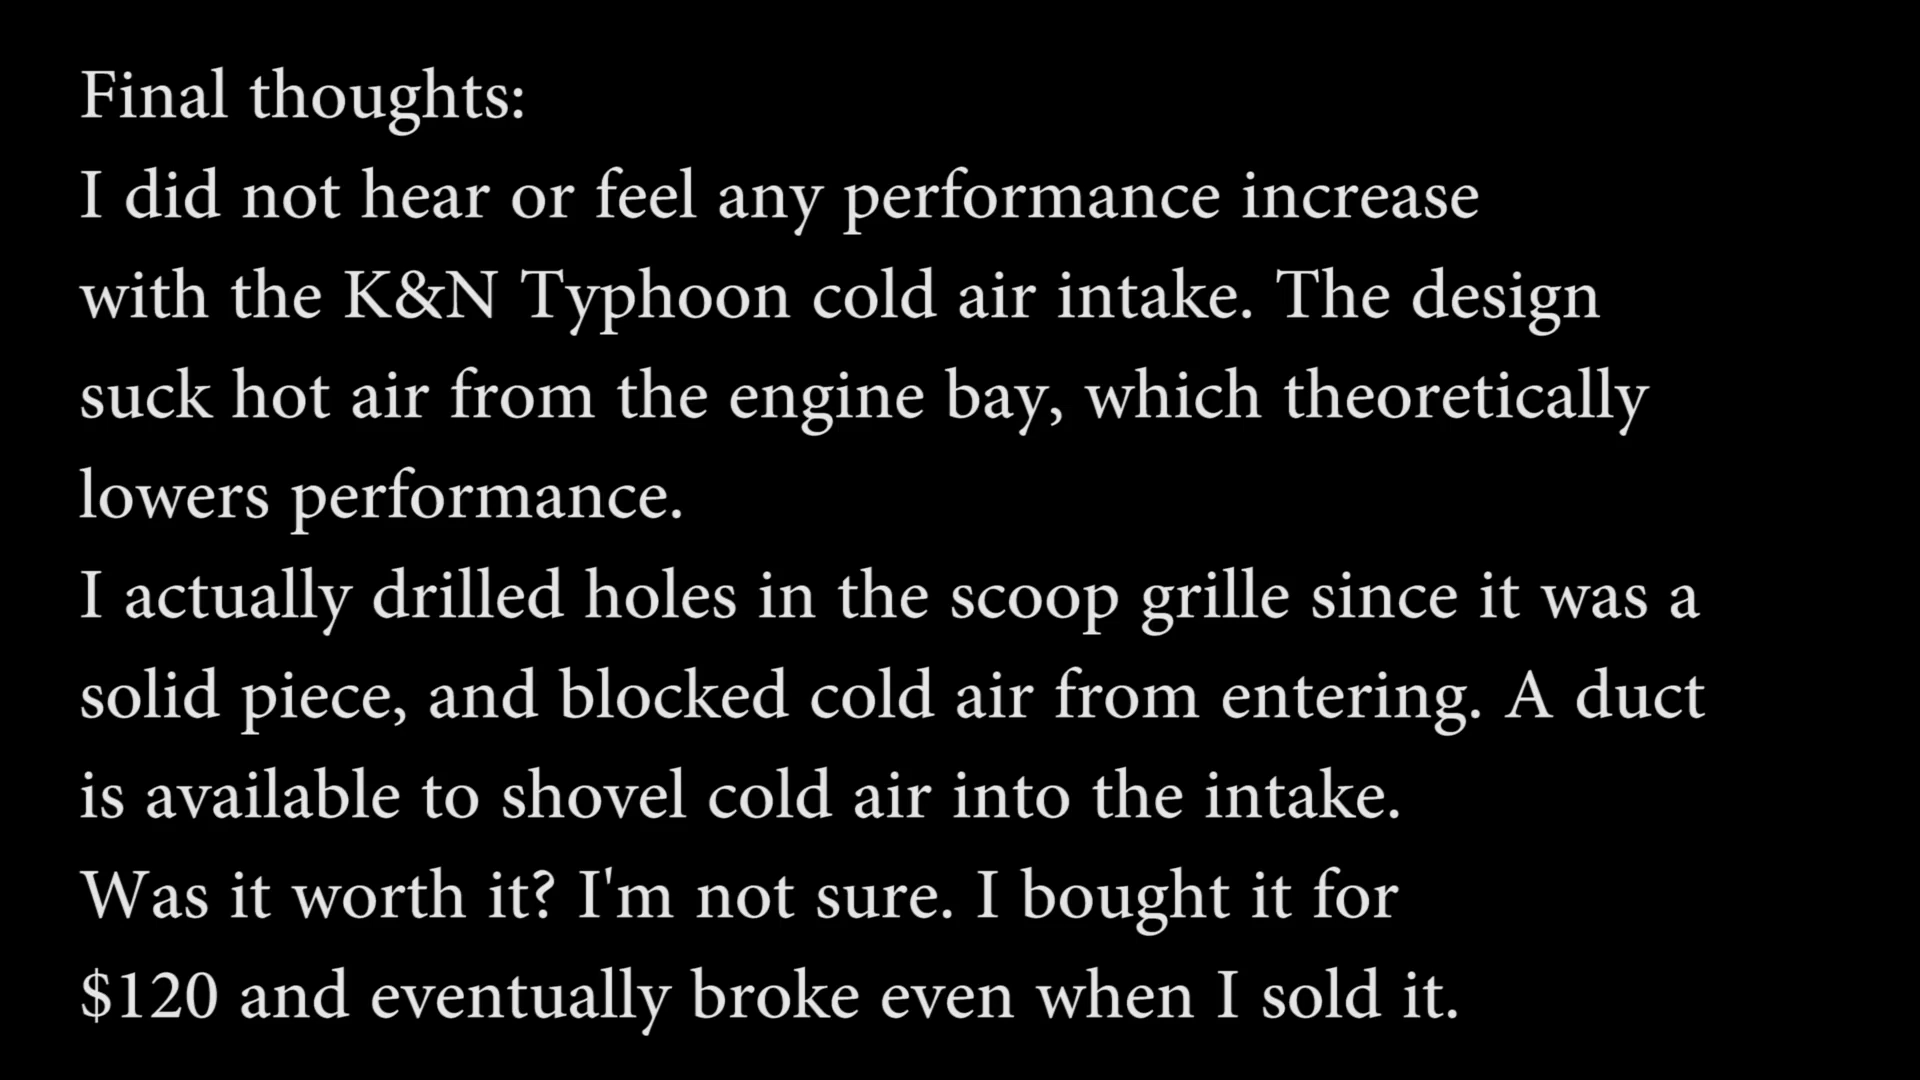 Final thoughts:
I did not hear or feel any performance increase
with the K&N Typhoon cold air intake. The design
suck hot air from the engine bay, which theoretically
lowers performance.
I actually drilled holes in the scoop grille since it was a
solid piece, and blocked cold air from entering. A duct
is available to shovel cold air into the intake.
Was it worth it? I'm not sure. I bought it for
$120 and eventually broke even when I sold it.